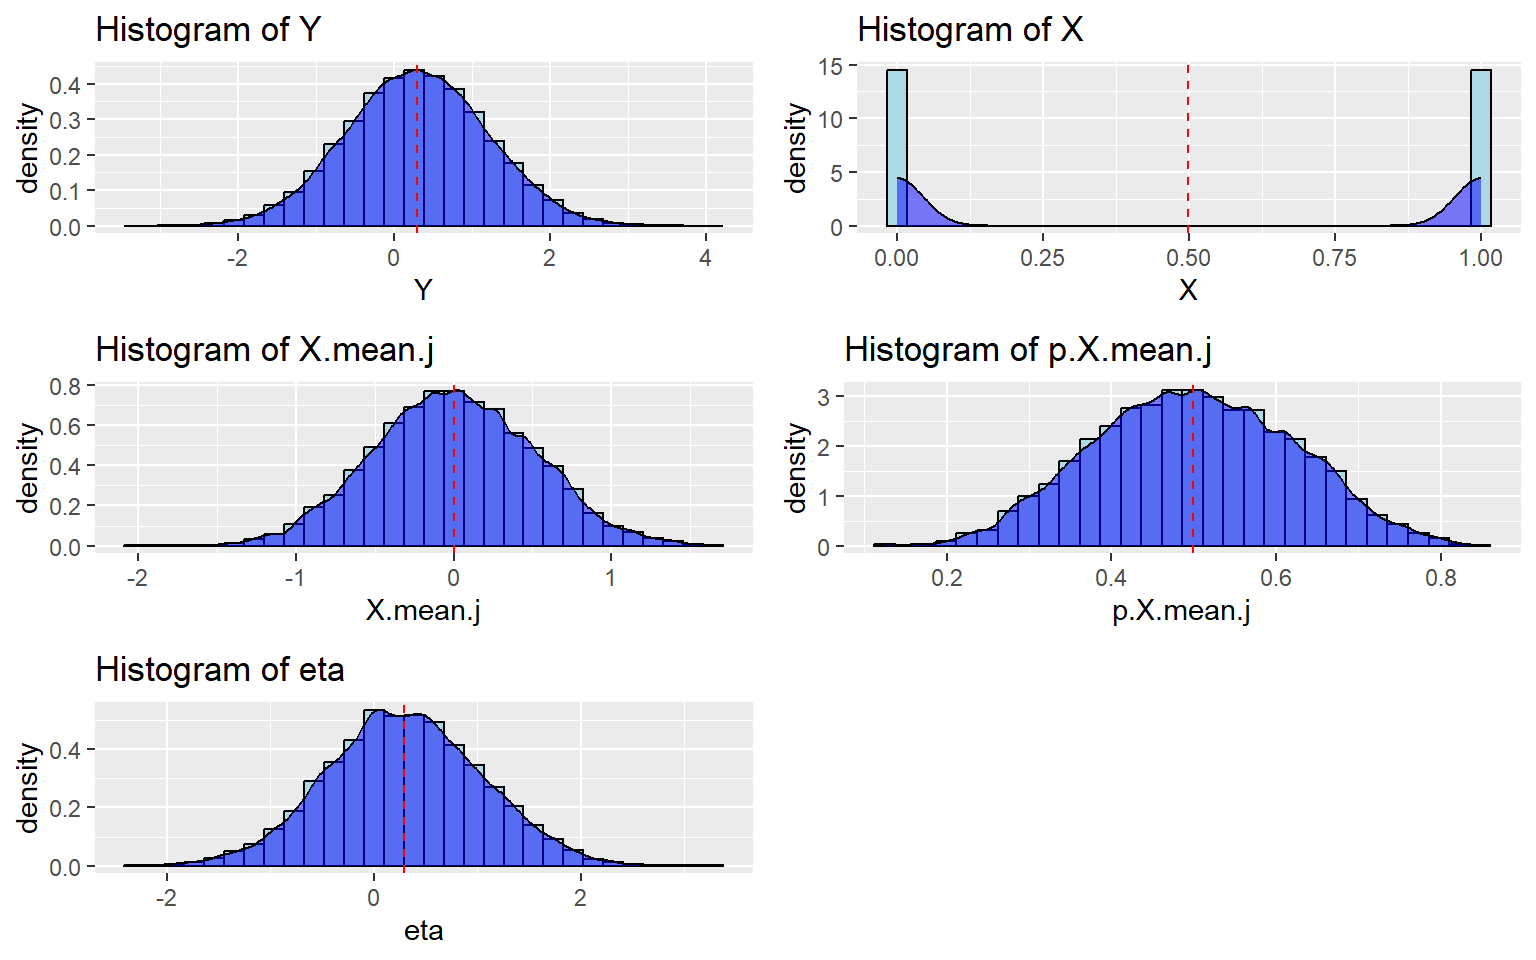 Histogram of Y
density
0.4
0.3
0.2
0.1
0.0
-2 0 2 4
Y
Histogram of X
density
15
10
5
0
0.00 0.25 0.50 0.75 1.00
X
Histogram of X.mean.j
density
0.8
0.6
0.4
0.2
0.0
-2 -1 0 1
X.mean.j
Histogram of p.X.mean.j
density
3
2
1
0
0.2 0.4 0.6 0.8
p.X.mean.j
Histogram of eta
density
0.4
0.2
0.0
-2 0 2
eta